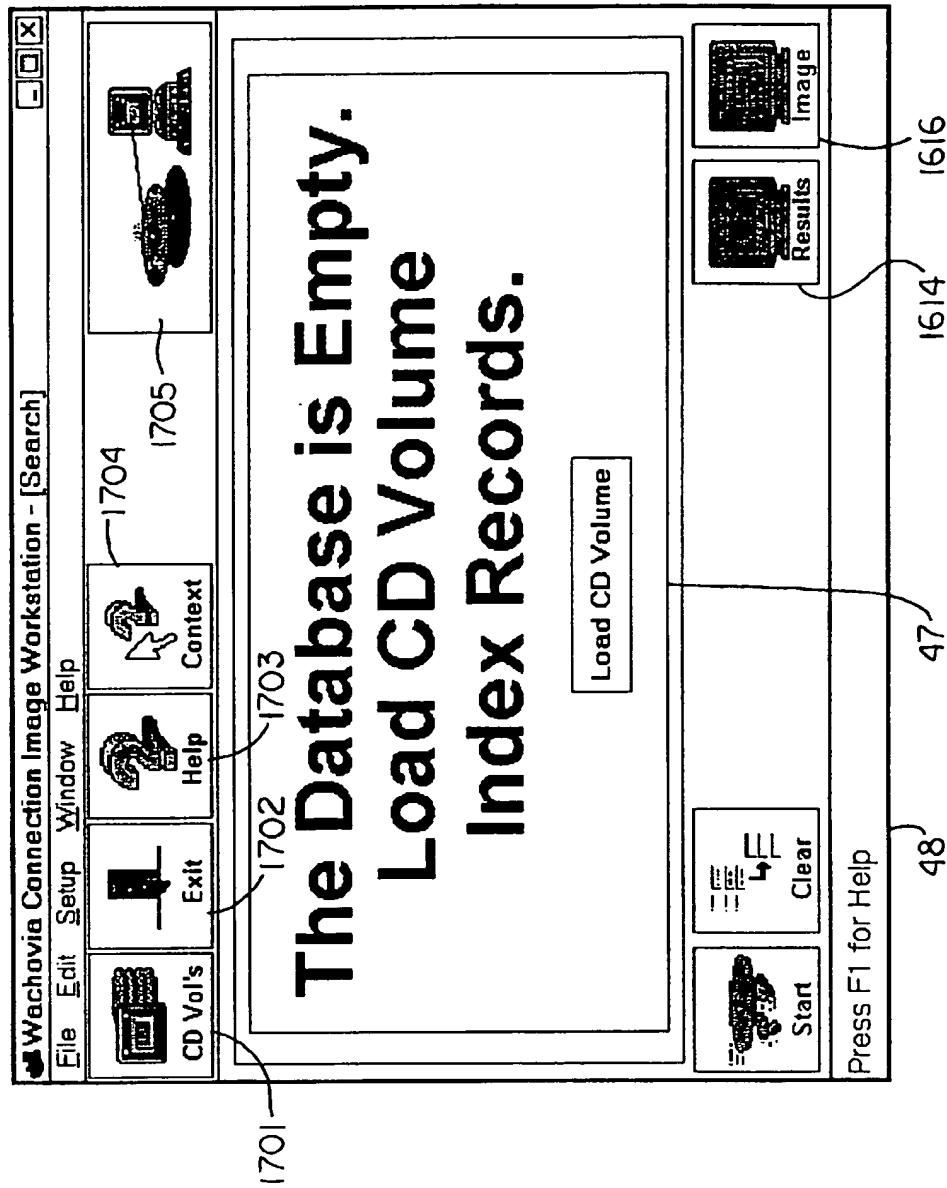 Wachovia Connection Image Workstation - [Search]
File Edit Setup Window Help
CD Vol's
Exit
Help
Context
1701
1702
1703
1704
1705
The Database is Empty.
Load CD Volume
Index Records.
Load CD Volume
Start
Clear
Results
Image
Press F1 for Help
48
47
1614
1616